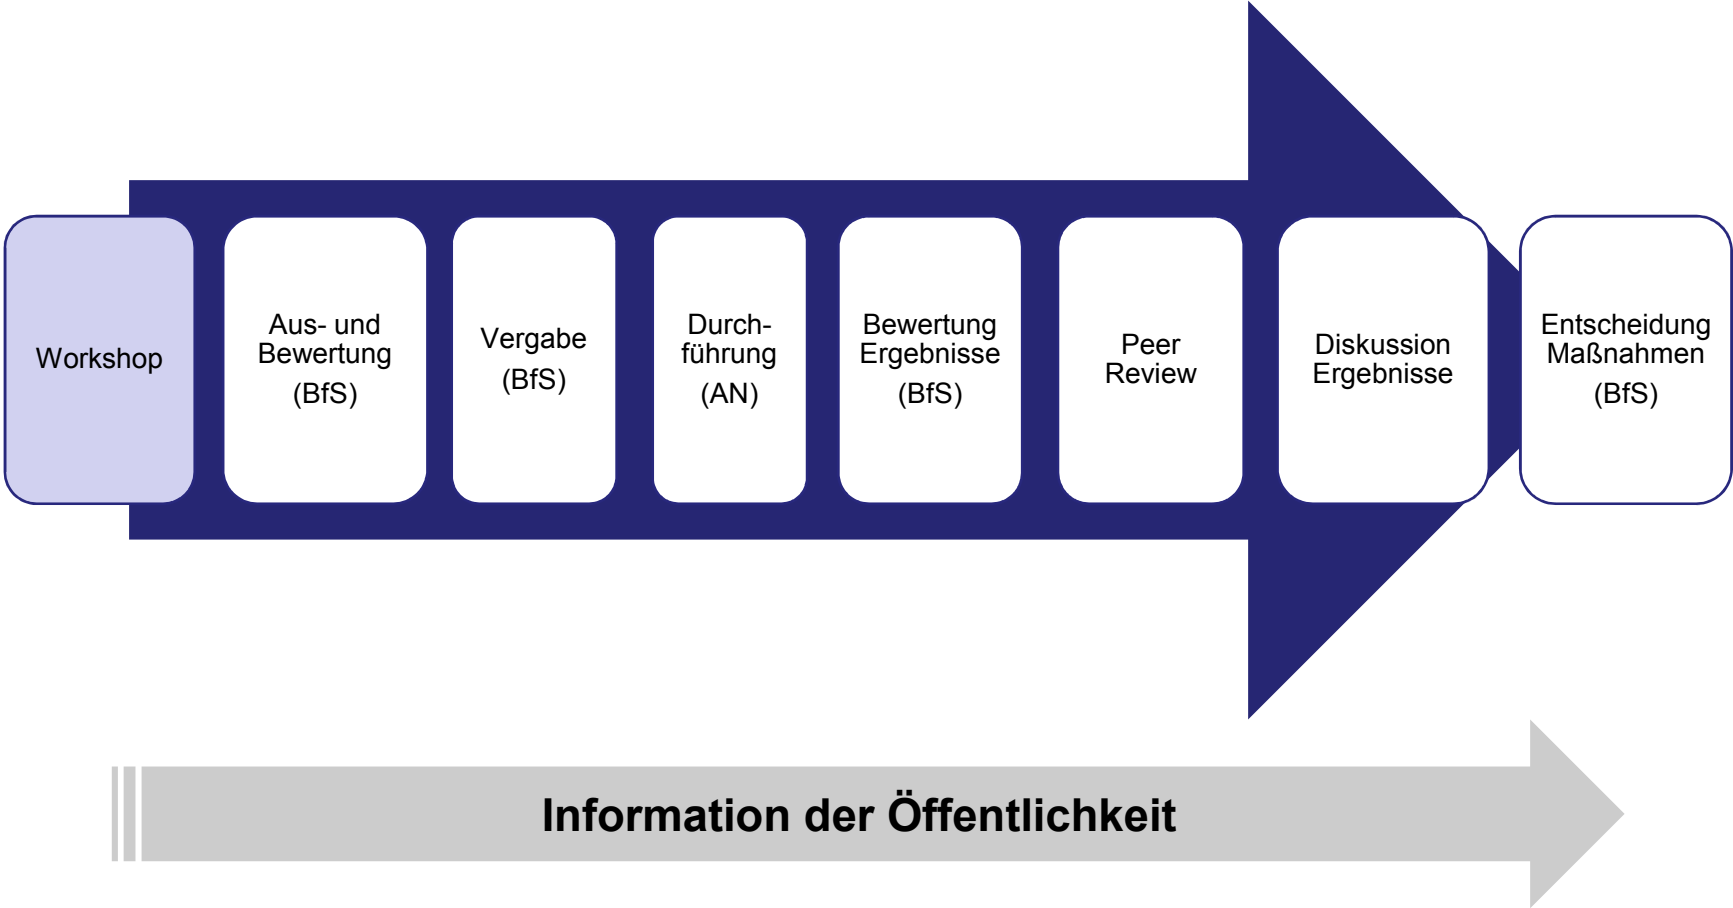 Workshop
Aus- und
Bewertung
(BfS)
Vergabe
(BfS)
Durch-
führung
(AN)
Bewertung
Ergebnisse
(BfS)
Peer
Review
Diskussion
Ergebnisse
Entscheidung
Maßnahmen
(BfS)
Information der Öffentlichkeit